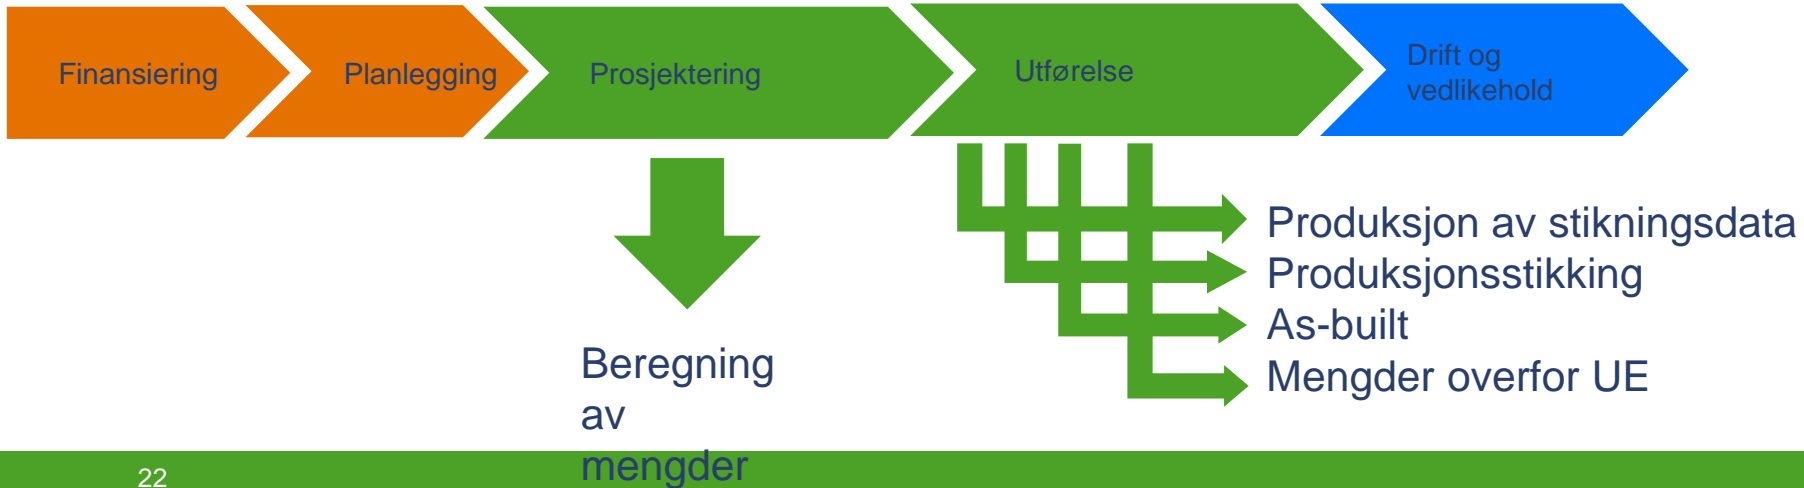 Finansiering
Planlegging
Prosjektering
Utførelse
Drift og
vedlikehold
Beregning
av
mengder
Produksjon av stikningsdata
Produksjonsstikking
As-built
Mengder overfor UE
22